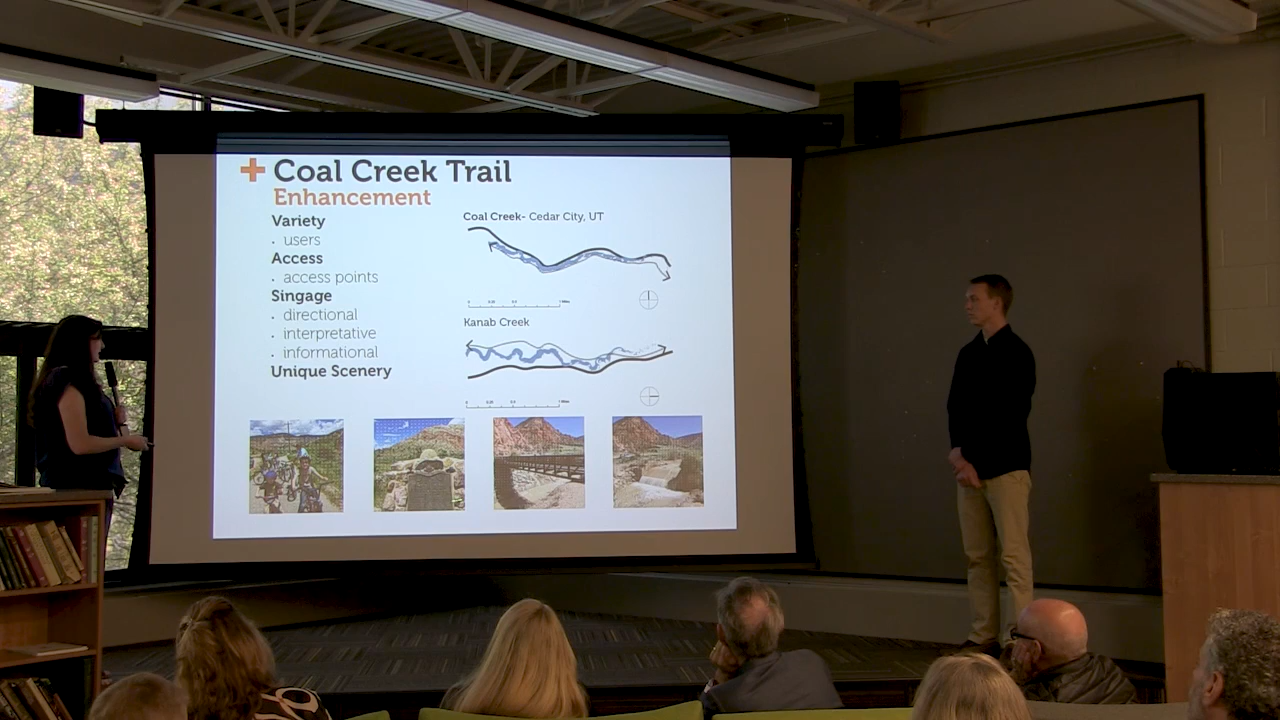 + Coal Creek Trail
Enhancement
Variety
· users
Access
· access points
Singage
· directional
· interpretative
· informational
Unique Scenery
Coal Creek- Cedar City, UT
Kanab Creek